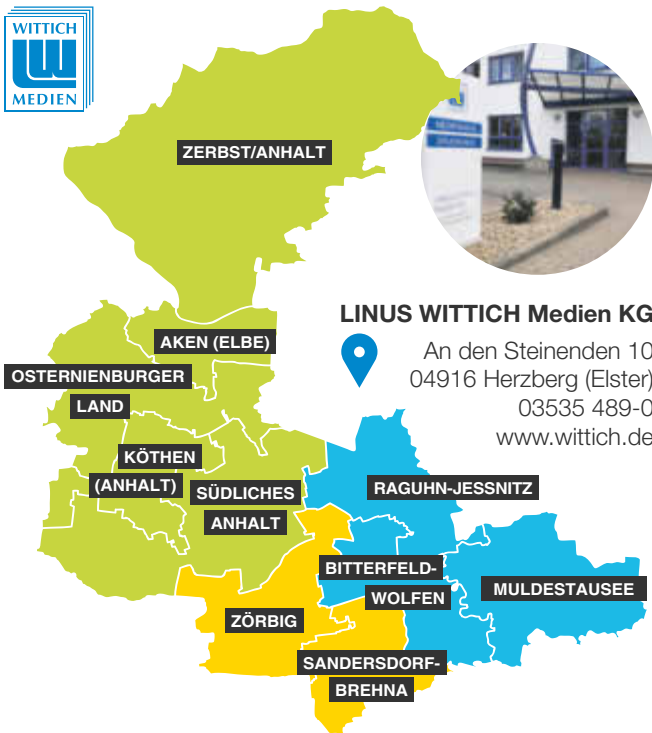 WITTICH
MEDIEN
ZERBST/ANHALT
AKEN (ELBE)
OSTERNIENBURGER
LAND
KÖTHEN
(ANHALT)
SÜDLICHES
ANHALT
LINUS WITTICH Medien KG
An den Steinenden 10
04916 Herzberg (Elster)
03535 489-0
www.wittich.de
RAGUHN-JESSNITZ
BITTERFELD-
WOLFEN
MULDESTAUSEE
ZÖRBIG
SANDERSDORF-
BREHNA